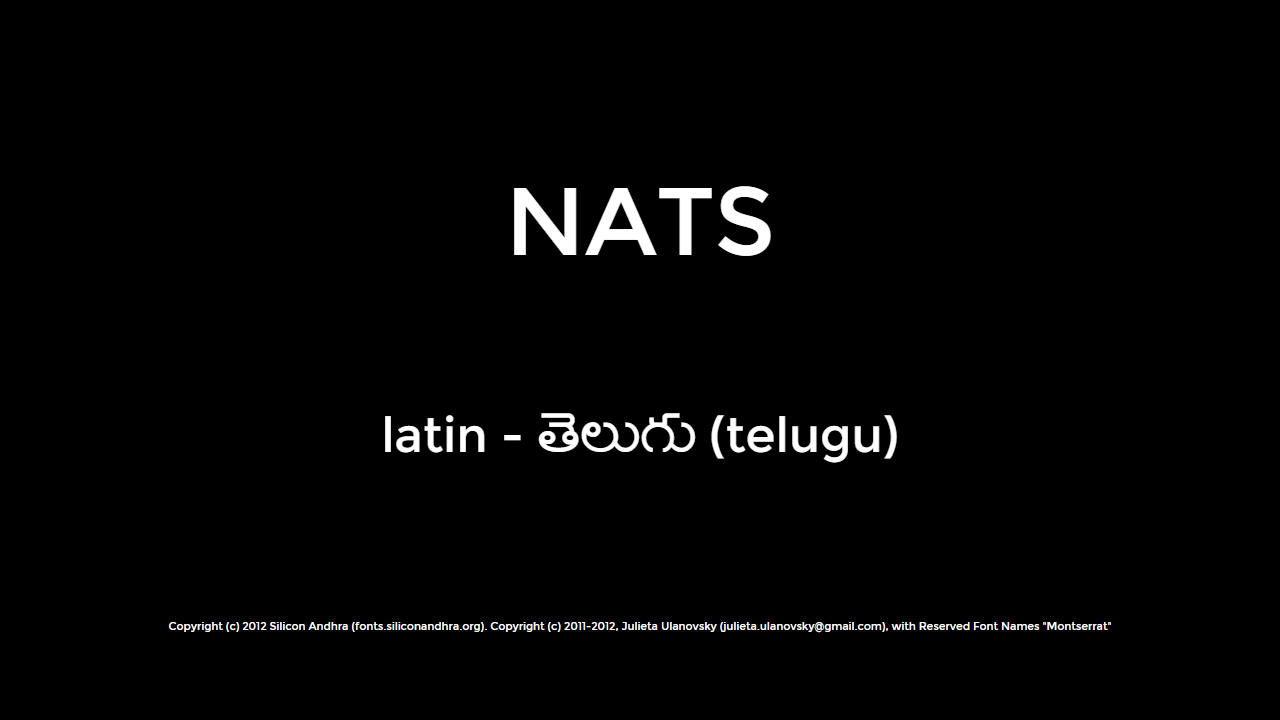 NATS
latin - తెలుగు (telugu)
Copyright (c) 2012 Silicon Andhra (fonts.siliconandhra.org). Copyright (c) 2011-2012, Julieta Ulanovsky (julieta.ulanovsky@gmail.com), with Reserved Font Names "Montserrat"